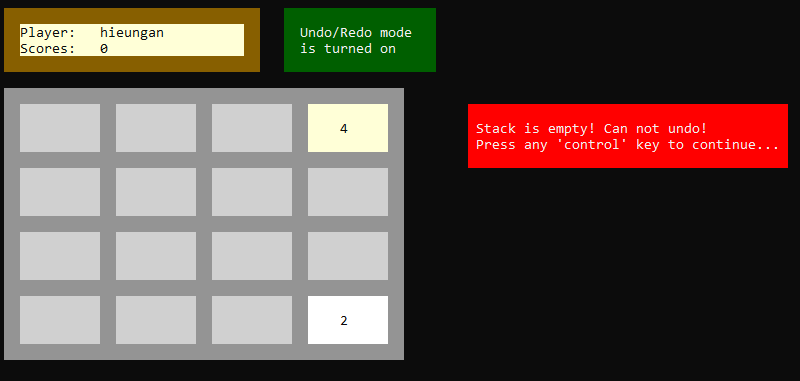 Player: hieungan
Scores: 0
Undo/Redo mode
is turned on
4
Stack is empty! Can not undo!
Press any 'control' key to continue...
2